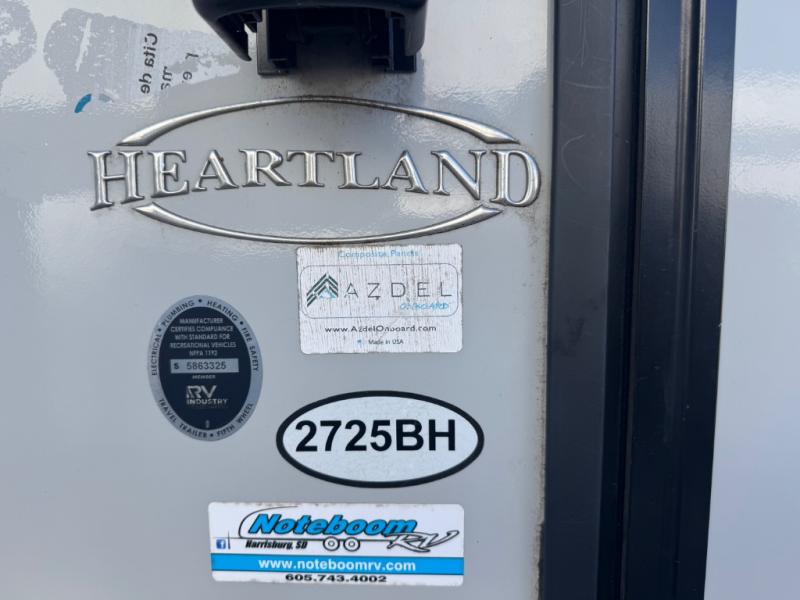 Cita de
HEARTLAND
Composite Panels
AZDEL
ONBOARD
www.AzdelOnboard.com
Made in USA
ELECTRICAL • PLUMBING • HEATING • FIRE SAFETY
MANUFACTURER
CERTIFIES COMPLIANCE
WITH STANDARD FOR
RECREATIONAL VEHICLES
NFPA 1192
S 5863325
MEMBER
RV
INDUSTRY
TRAVEL TRAILER • FIFTH WHEEL
2725BH
Noteboom
RV
Harrisburg, SD
www.noteboomrv.com
605.743.4002